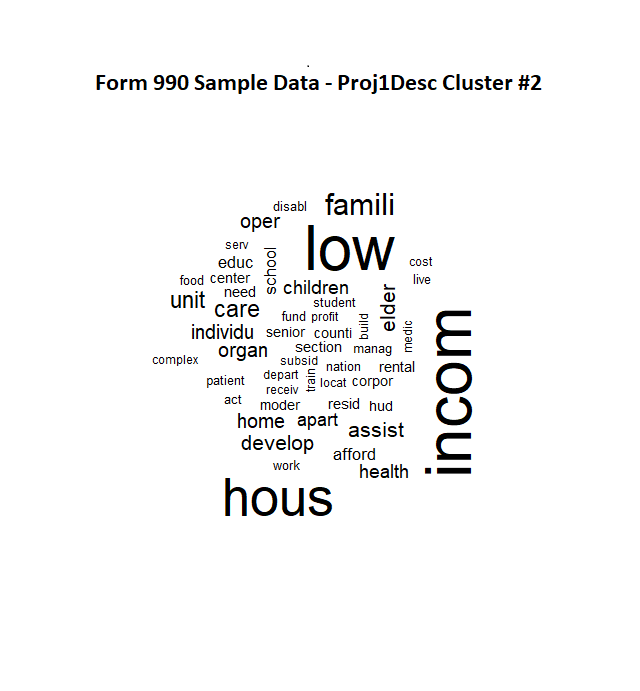 Form 990 Sample Data - Proj1Desc Cluster #2
disabl
famili
oper
low
serv
educ
school
cost
food
center
live
need
children
unit
care
student
elder
fund
profit
individu
senior
counti
build
medic
incom
organ
section
manag
complex
subsid
nation
rental
patient
depart
train
locat
corpor
receiv
act
moder
resid
hud
home
apart
assist
develop
afford
work
health
hous